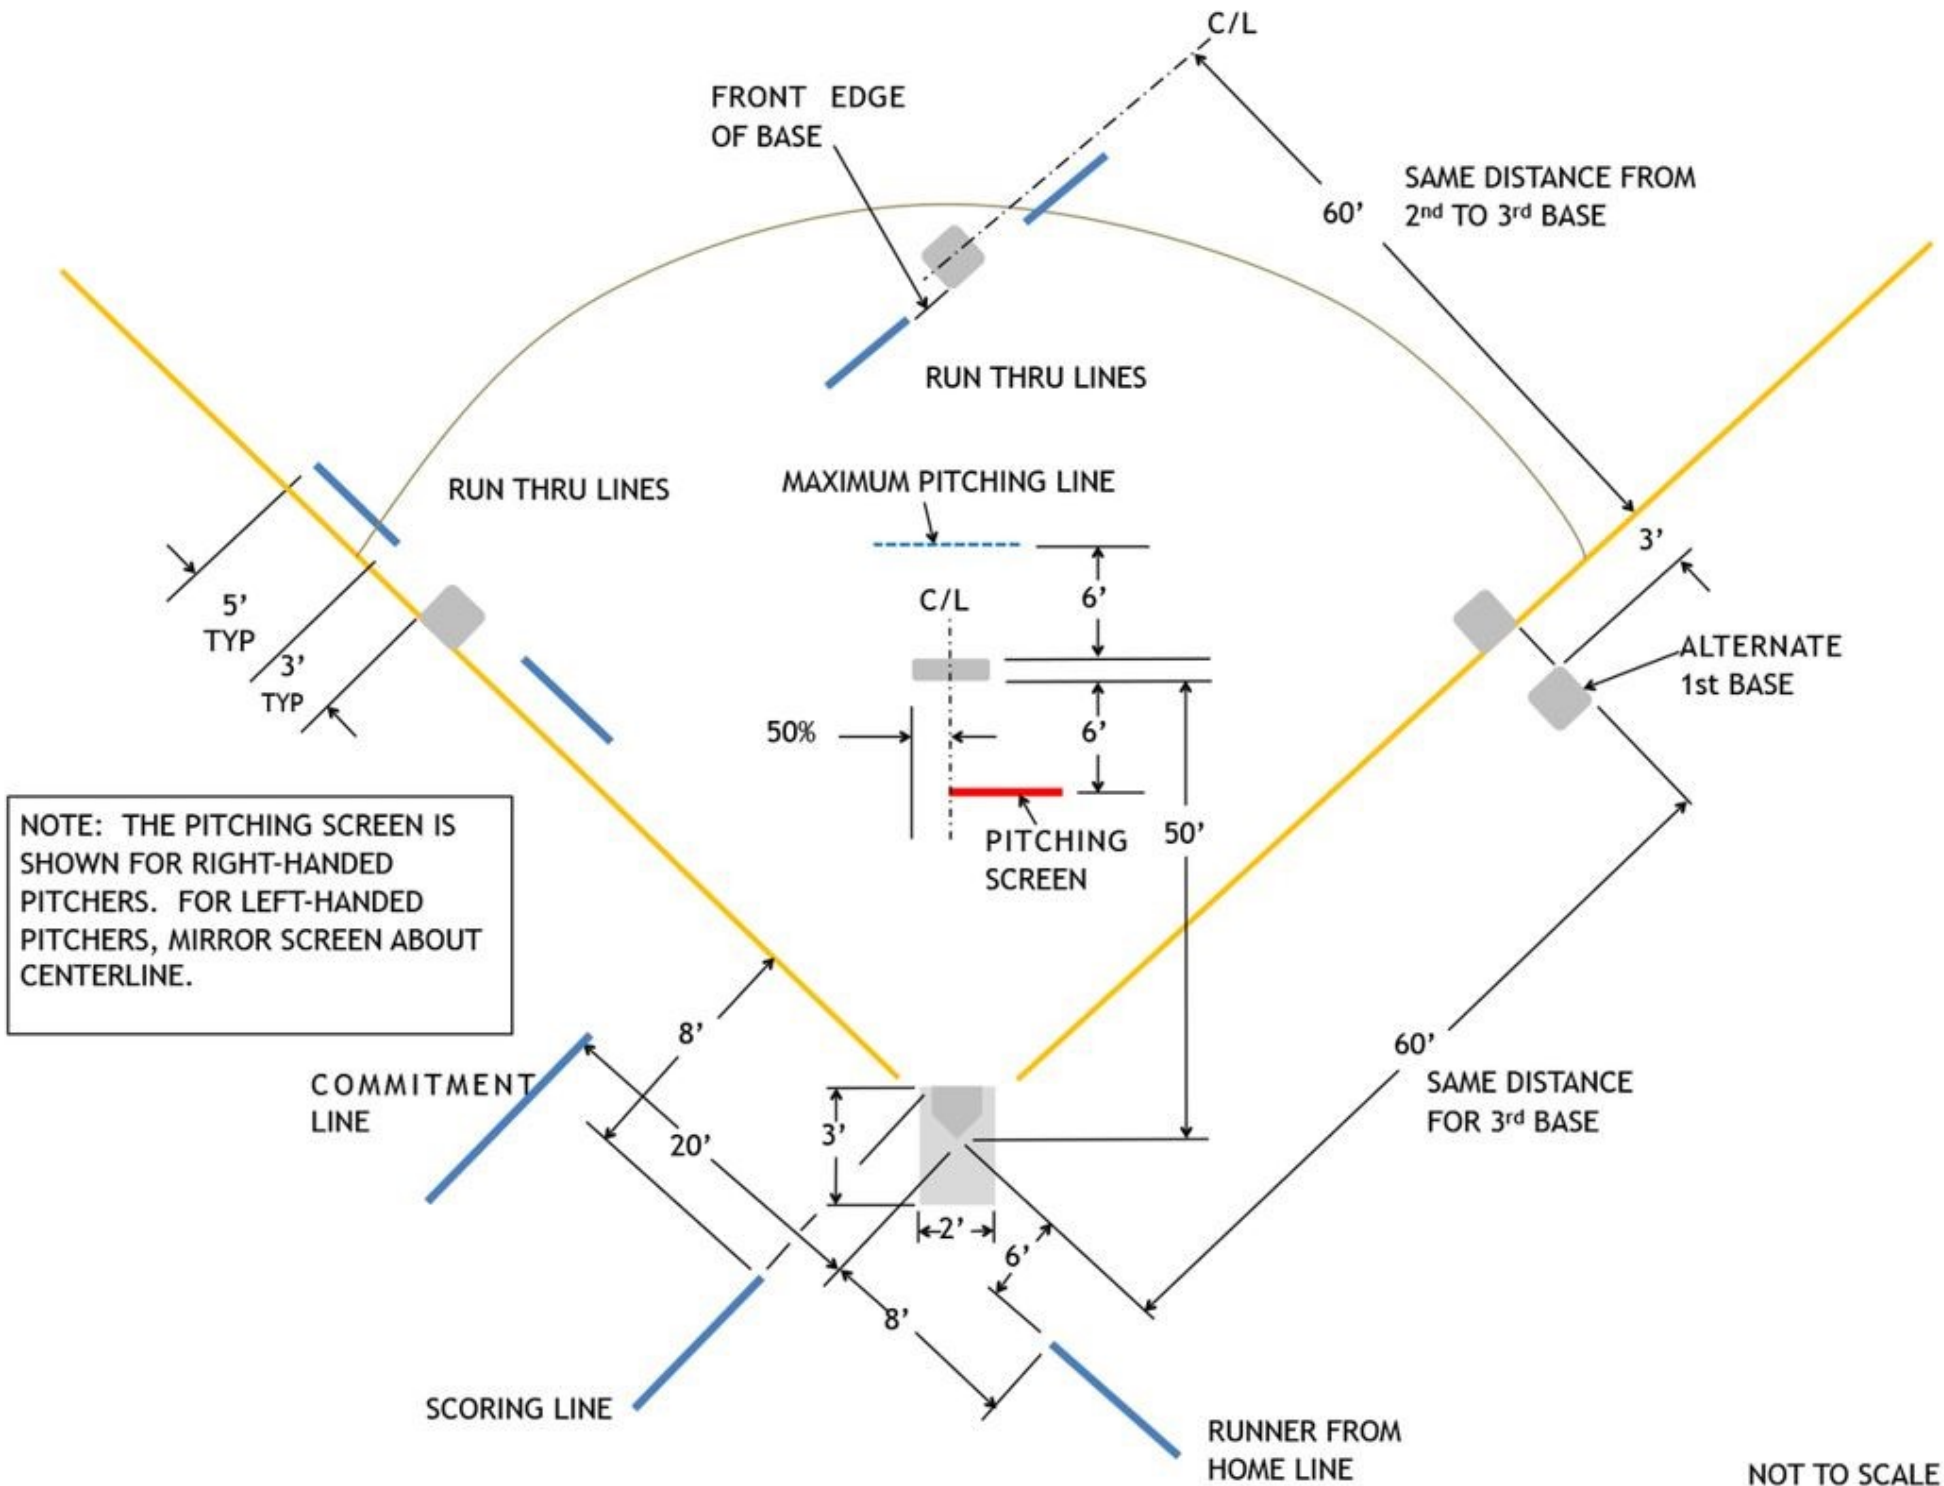 C/L
FRONT EDGE
OF BASE
SAME DISTANCE FROM
2nd TO 3rd BASE
60’
RUN THRU LINES
RUN THRU LINES
MAXIMUM PITCHING LINE
3’
5’
TYP
C/L
6’
3’
TYP
ALTERNATE
1st BASE
50%
6’
NOTE: THE PITCHING SCREEN IS
SHOWN FOR RIGHT-HANDED
PITCHERS. FOR LEFT-HANDED
PITCHERS, MIRROR SCREEN ABOUT
CENTERLINE.
PITCHING
SCREEN
50’
8’
60’
SAME DISTANCE
FOR 3rd BASE
COMMITMENT
LINE
20’
3’
2’
6’
8’
SCORING LINE
RUNNER FROM
HOME LINE
NOT TO SCALE